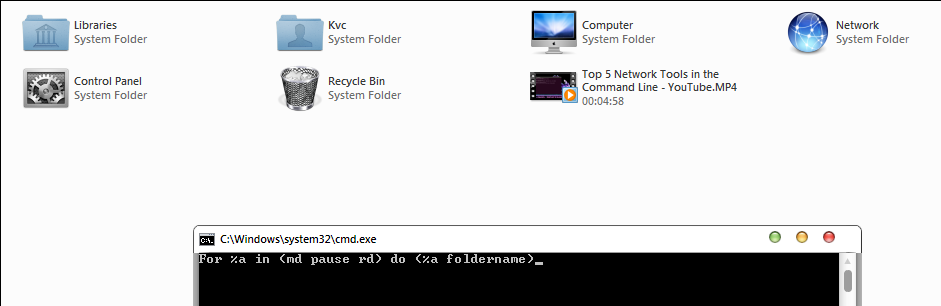 Libraries
System Folder
Kvc
System Folder
Computer
System Folder
Network
System Folder
Control Panel
System Folder
Recycle Bin
System Folder
Top 5 Network Tools in the
Command Line - YouTube.MP4
00:04:58
C:\Windows\system32\cmd.exe
For %a in (md pause rd) do (%a foldername)_